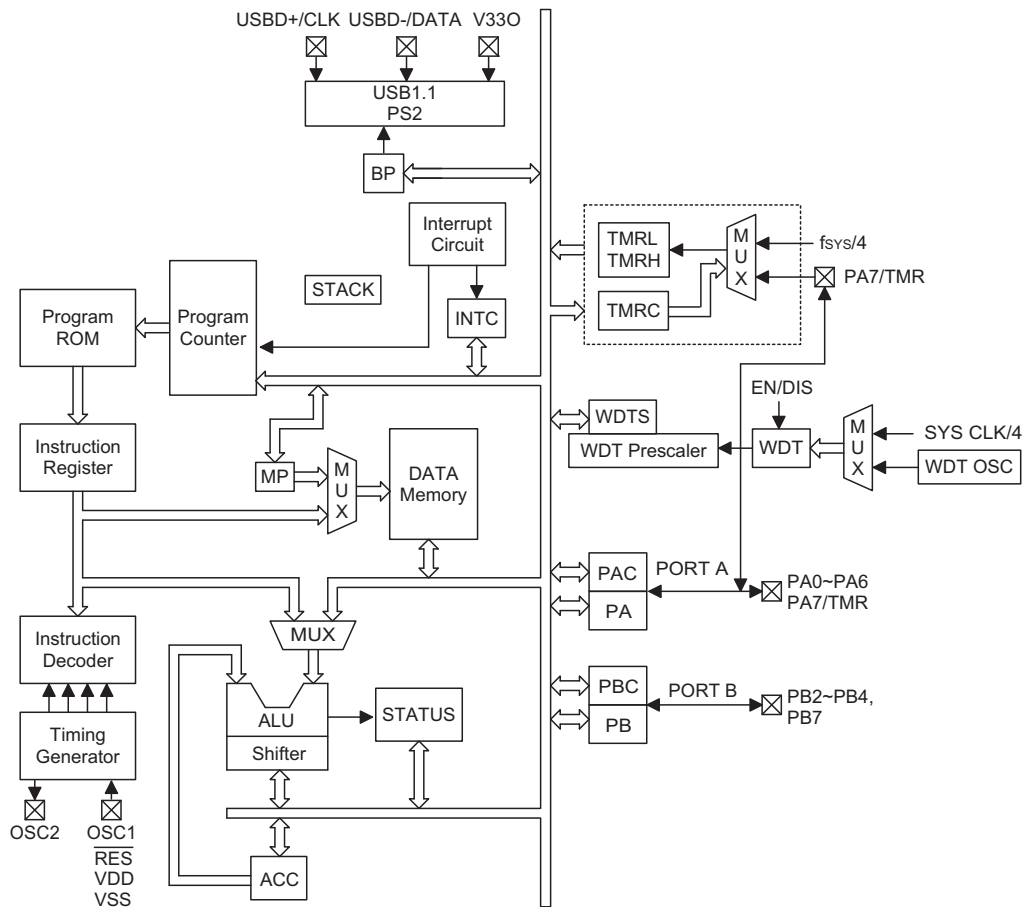 USBD+/CLK USBD-/DATA V33O
USB1.1
PS2
BP
Interrupt
Circuit
STACK
INTC
Program
ROM
Program
Counter
Instruction
Register
MP
MUX
DATA
Memory
MUX
Instruction
Decoder
ALU
Shifter
STATUS
Timing
Generator
OSC2
OSC1
RES
VDD
VSS
ACC
TMRL
TMRH
MUX
fSYS/4
PA7/TMR
TMRC
EN/DIS
WDTS
WDT Prescaler
WDT
MUX
SYS CLK/4
WDT OSC
PAC
PORT A
PA
PA0~PA6
PA7/TMR
PBC
PORT B
PB
PB2~PB4,
PB7